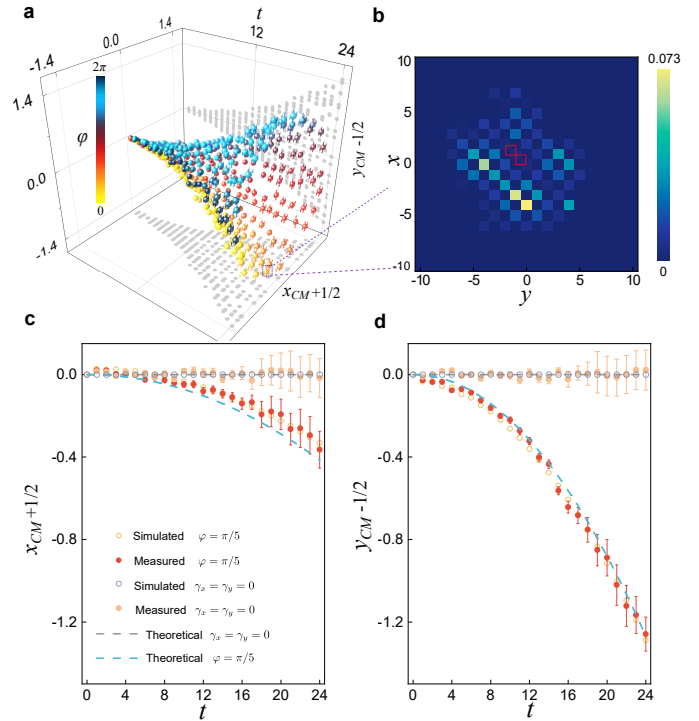 a
t
-1.4
0.0
1.4
12
24
1.4
0.0
-1.4
2π
φ
0
y_CM -1/2
x_CM +1/2
b
10
5
0
-5
-10
x
-10
-5
0
5
10
y
0.073
0
c
0.0
-0.4
-0.8
-1.2
x_CM +1/2
Simulated φ = π/5
Measured φ = π/5
Simulated γ_x = γ_y = 0
Measured γ_x = γ_y = 0
Theoretical γ_x = γ_y = 0
Theoretical φ = π/5
0 4 8 12 16 20 24
t
d
0.0
-0.4
-0.8
-1.2
y_CM -1/2
0 4 8 12 16 20 24
t